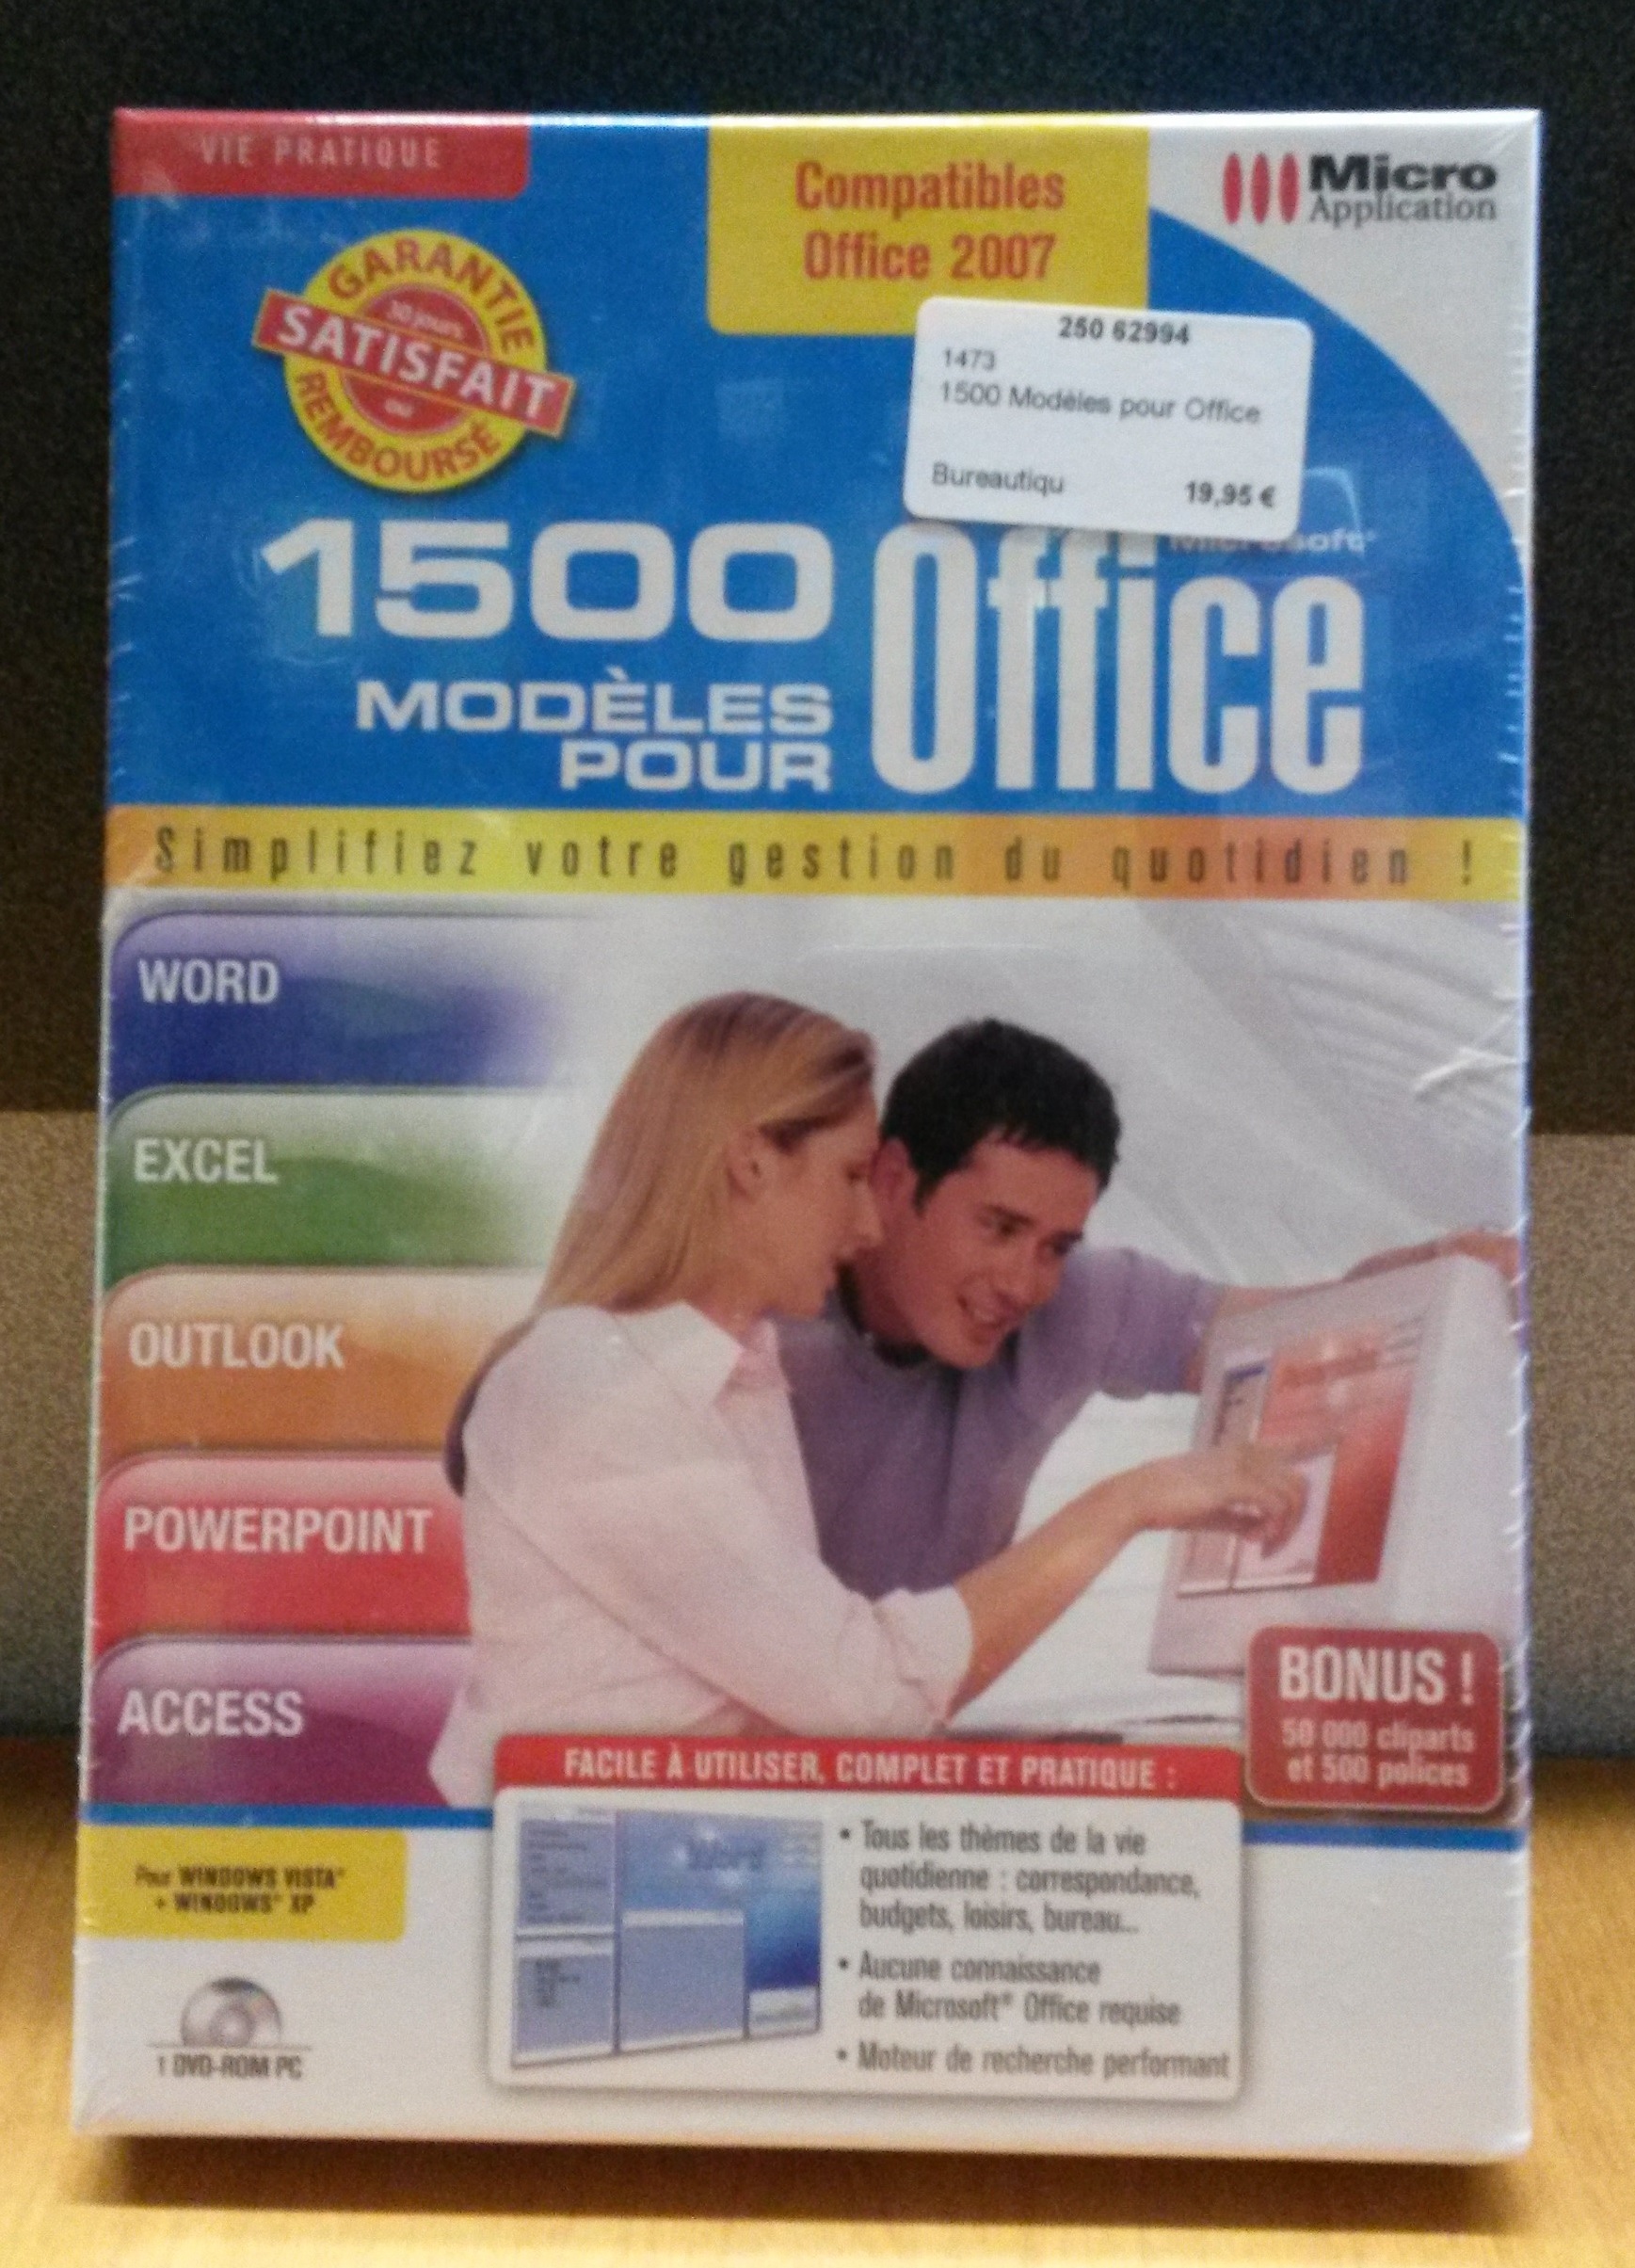 VIE PRATIQUE
Compatibles
Office 2007
Micro
Application
GARANTIE
30 jours
SATISFAIT
ou
REMBOURSÉ
250 62994
1473
1500 Modèles pour Office
Bureautiqu 19,95 €
Microsoft®
1500
MODÈLES
POUR
Office
Simplifiez votre gestion du quotidien !
WORD
EXCEL
OUTLOOK
POWERPOINT
ACCESS
BONUS !
50 000 cliparts
et 500 polices
FACILE À UTILISER, COMPLET ET PRATIQUE :
• Tous les thèmes de la vie
quotidienne : correspondance,
budgets, loisirs, bureau...
• Aucune connaissance
de Microsoft® Office requise
• Moteur de recherche performant
Pour WINDOWS VISTA™
+ WINDOWS® XP
1 DVD-ROM PC